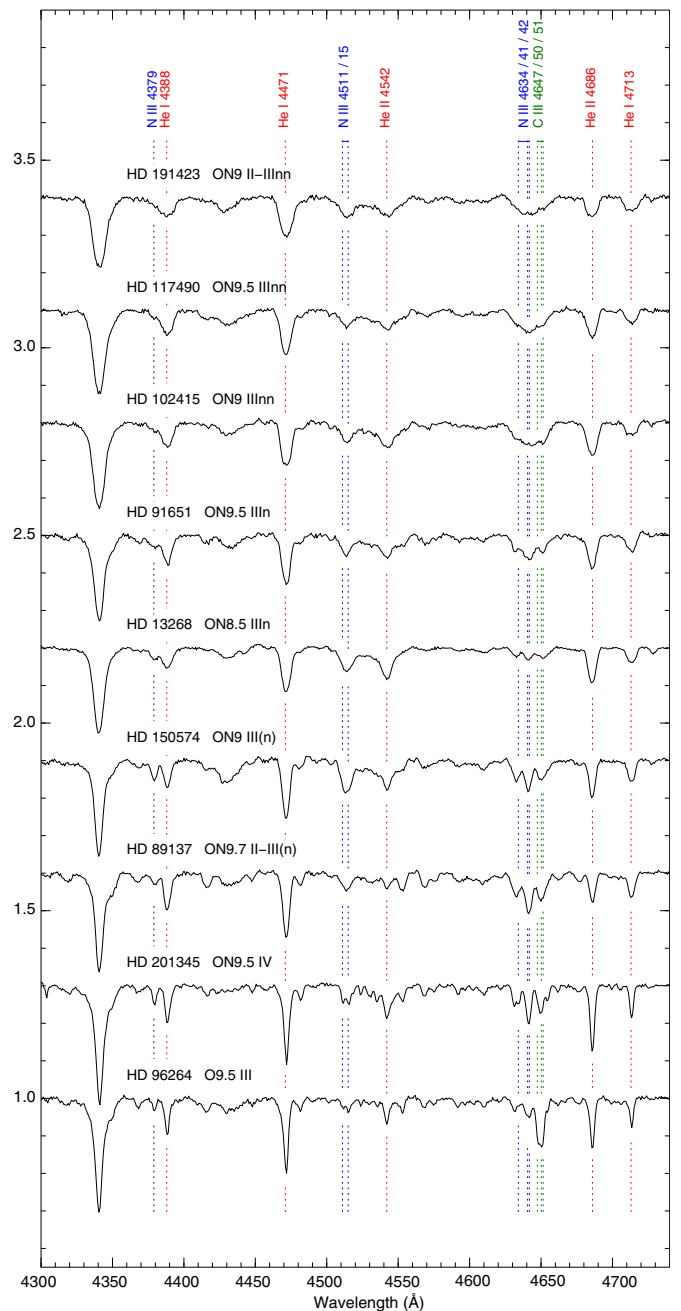 N III 4379
He I 4388
He I 4471
N III 4511 / 15
He II 4542
N III 4634 / 41 / 42
C III 4647 / 50 / 51
He II 4686
He I 4713
3.5
HD 191423 ON9 II–IIInn
HD 117490 ON9.5 IIInn
3.0
HD 102415 ON9 IIInn
HD 91651 ON9.5 IIIn
2.5
HD 13268 ON8.5 IIIn
2.0
HD 150574 ON9 III(n)
HD 89137 ON9.7 II–III(n)
1.5
HD 201345 ON9.5 IV
HD 96264 O9.5 III
1.0
4300 4350 4400 4450 4500 4550 4600 4650 4700
Wavelength (Å)